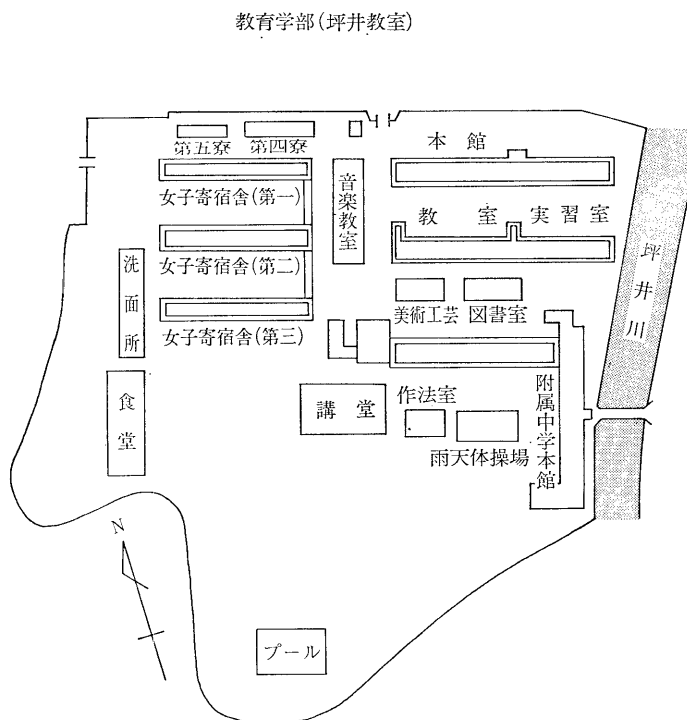 教育学部(坪井教室)
第五寮
第四寮
本館
女子寄宿舎(第一)
音楽教室
教室
実習室
坪井川
洗面所
女子寄宿舎(第二)
美術工芸
図書室
女子寄宿舎(第三)
食堂
講堂
作法室
附属中学本館
雨天体操場
N
プール